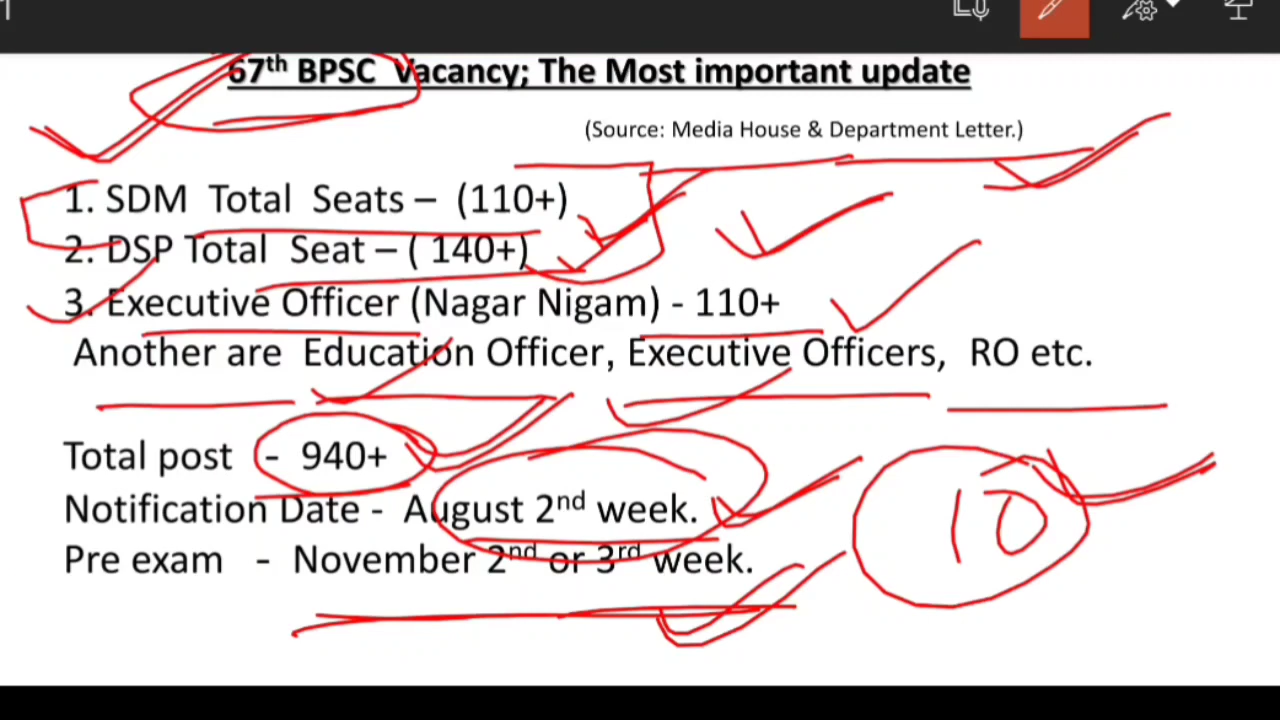 67th BPSC Vacancy; The Most important update
(Source: Media House & Department Letter.)
1. SDM Total Seats – (110+)
2. DSP Total Seat – ( 140+)
3. Executive Officer (Nagar Nigam) - 110+
Another are Education Officer, Executive Officers, RO etc.
Total post - 940+
Notification Date - August 2nd week.
10
Pre exam - November 2nd or 3rd week.